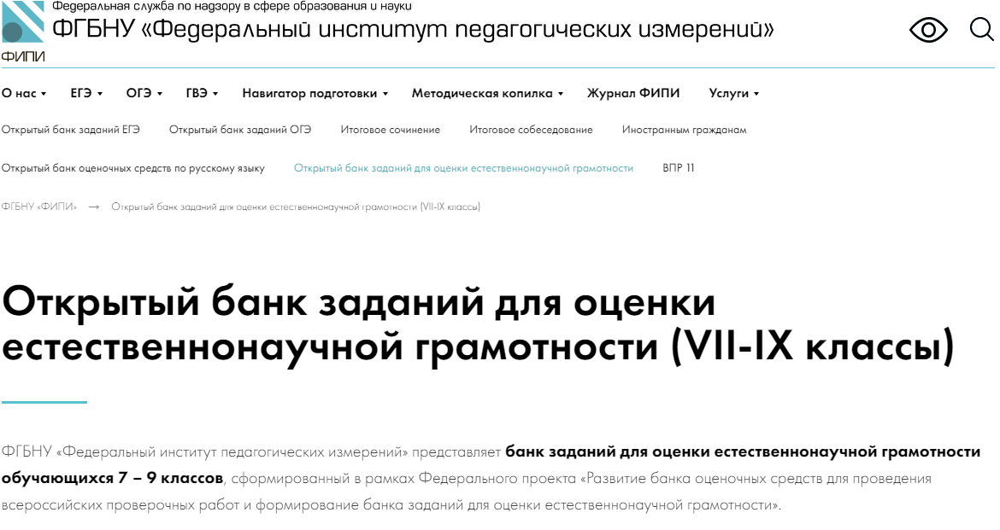 Федеральная служба по надзору в сфере образования и науки
ФГБНУ «Федеральный институт педагогических измерений»
ФИПИ
О нас ЕГЭ ОГЭ ГВЭ Навигатор подготовки Методическая копилка Журнал ФИПИ Услуги
Открытый банк заданий ЕГЭ Открытый банк заданий ОГЭ Итоговое сочинение Итоговое собеседование Иностранным гражданам
Открытый банк оценочных средств по русскому языку Открытый банк заданий для оценки естественнонаучной грамотности ВПР 11
ФГБНУ «ФИПИ» → Открытый банк заданий для оценки естественнонаучной грамотности (VII-IX классы)
Открытый банк заданий для оценки
естественнонаучной грамотности (VII-IX классы)
ФГБНУ «Федеральный институт педагогических измерений» представляет банк заданий для оценки естественнонаучной грамотности
обучающихся 7 – 9 классов, сформированный в рамках Федерального проекта «Развитие банка оценочных средств для проведения
всероссийских проверочных работ и формирование банка заданий для оценки естественнонаучной грамотности».